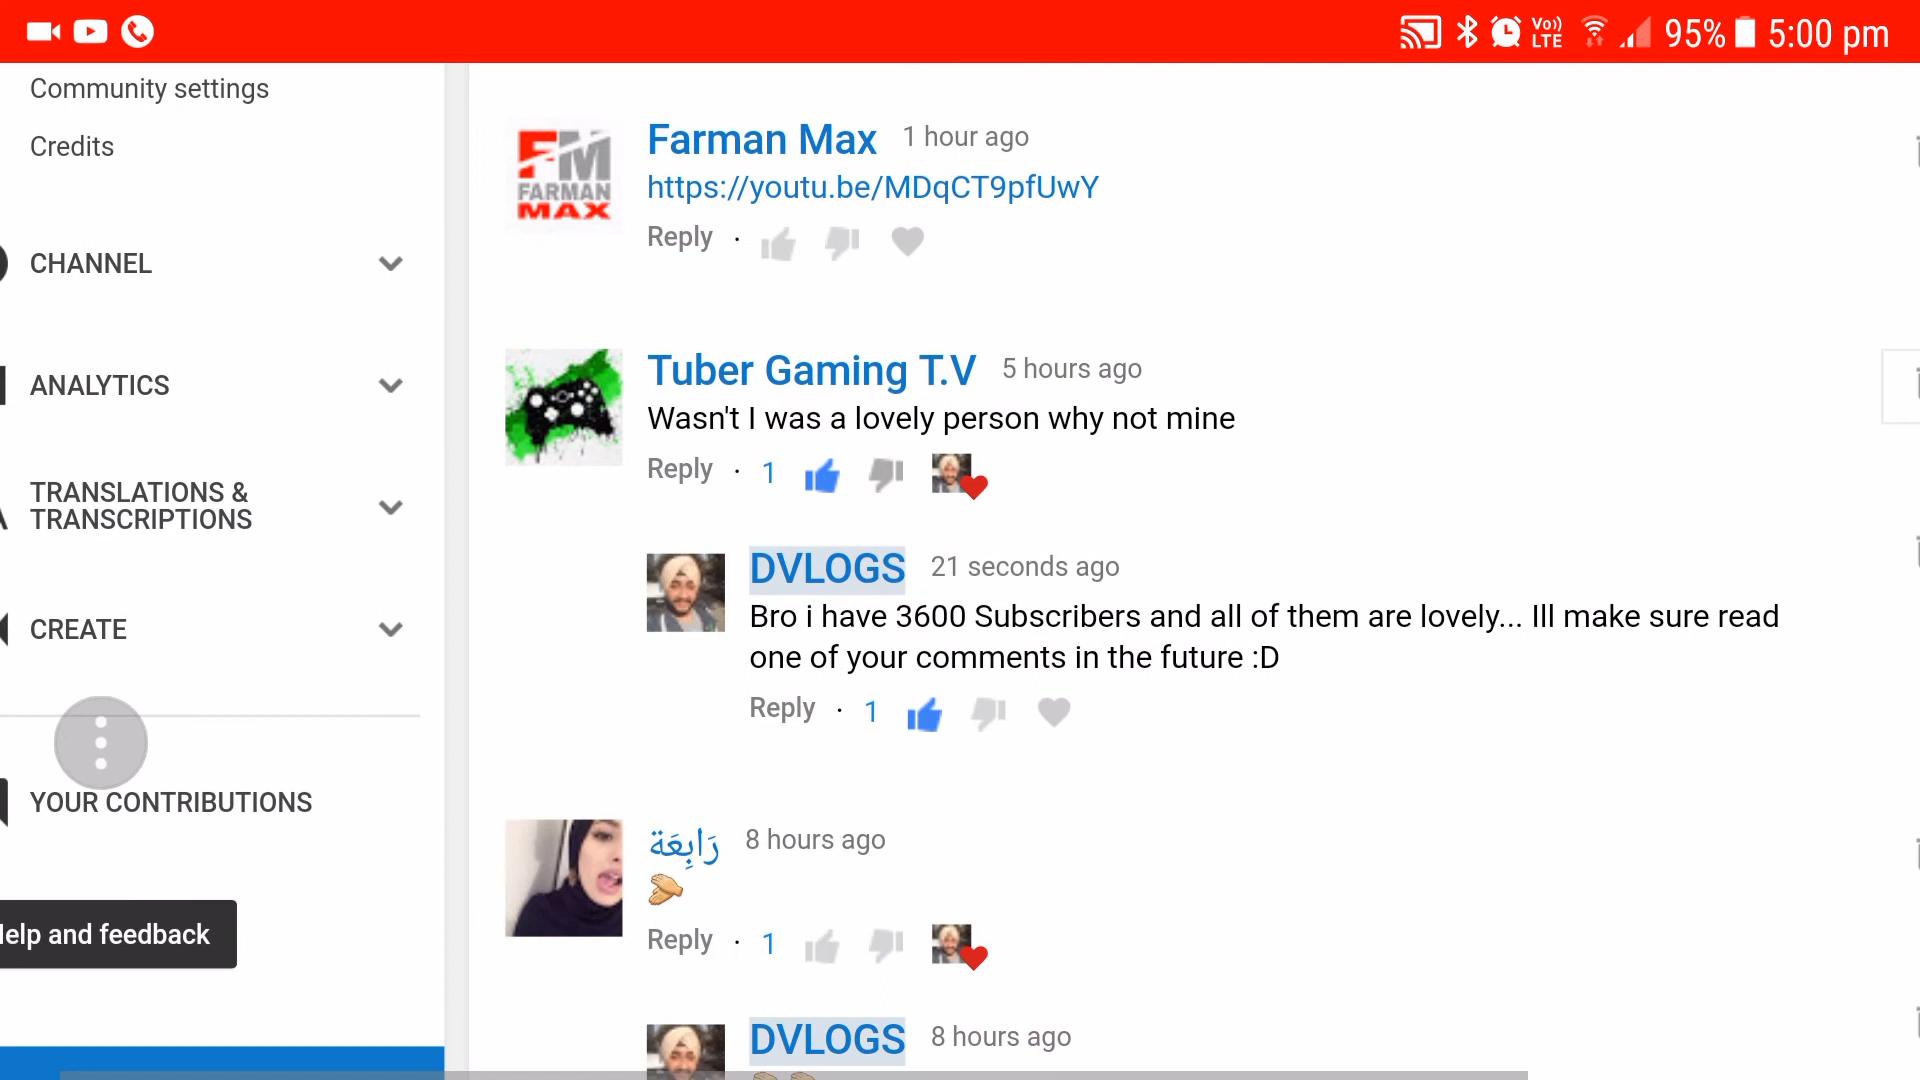 Vo)) LTE 95% 5:00 pm
Community settings
Credits
CHANNEL
ANALYTICS
TRANSLATIONS &
TRANSCRIPTIONS
CREATE
YOUR CONTRIBUTIONS
elp and feedback
FM
FARMAN
MAX
Farman Max 1 hour ago
https://youtu.be/MDqCT9pfUwY
Reply ·
Tuber Gaming T.V 5 hours ago
Wasn't I was a lovely person why not mine
Reply · 1
DVLOGS 21 seconds ago
Bro i have 3600 Subscribers and all of them are lovely... Ill make sure read
one of your comments in the future :D
Reply · 1
رَابِعَة 8 hours ago
Reply · 1
DVLOGS 8 hours ago